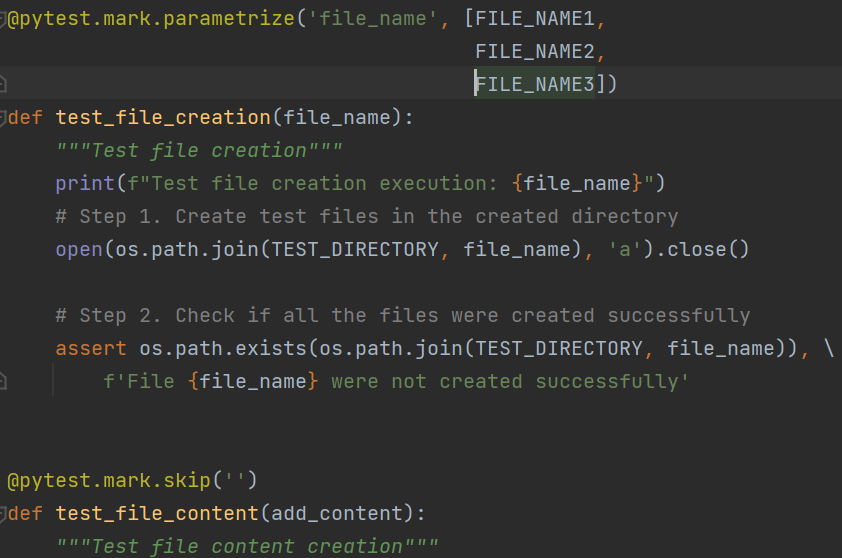 @pytest.mark.parametrize('file_name', [FILE_NAME1,
                                       FILE_NAME2,
                                       FILE_NAME3])
def test_file_creation(file_name):
    """Test file creation"""
    print(f"Test file creation execution: {file_name}")
    # Step 1. Create test files in the created directory
    open(os.path.join(TEST_DIRECTORY, file_name), 'a').close()

    # Step 2. Check if all the files were created successfully
    assert os.path.exists(os.path.join(TEST_DIRECTORY, file_name)), \
        f'File {file_name} were not created successfully'


@pytest.mark.skip('')
def test_file_content(add_content):
    """Test file content creation"""